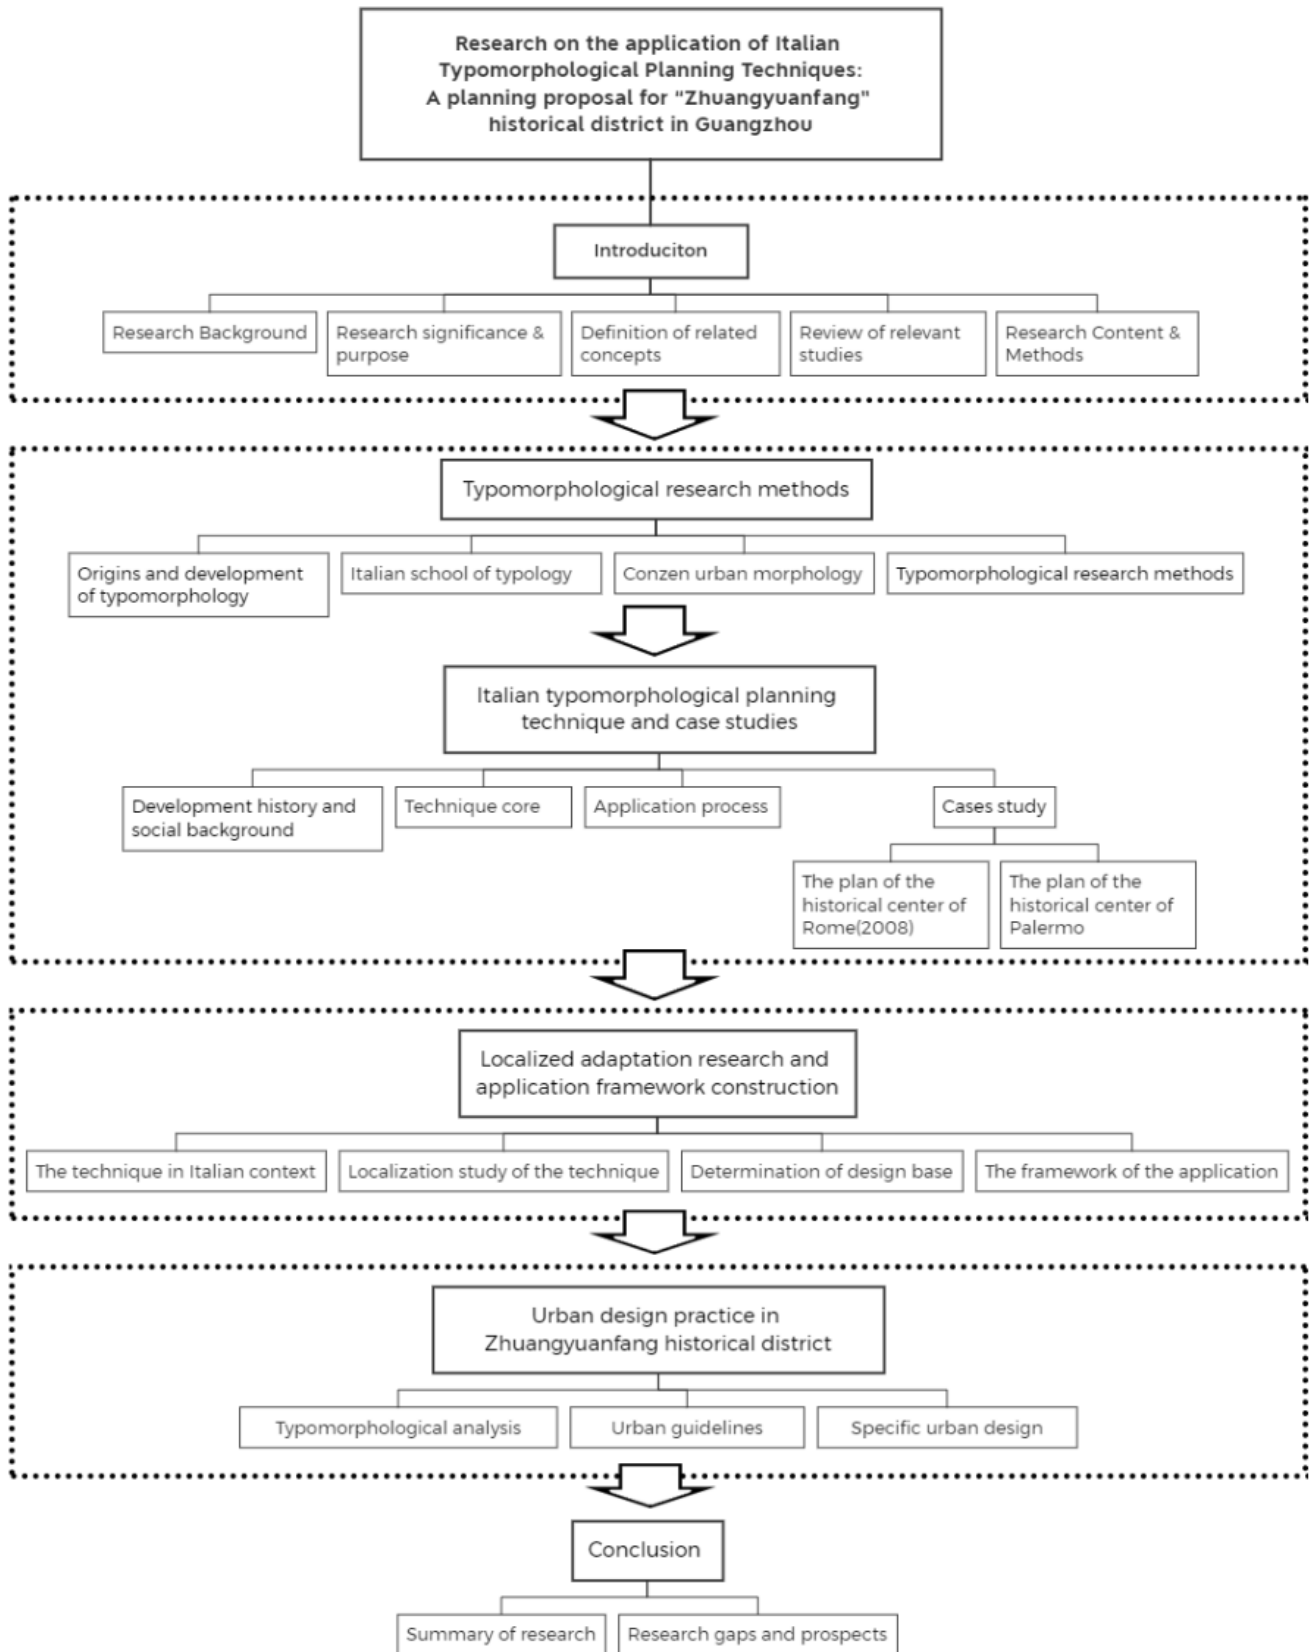 Research on the application of Italian
Typomorphological Planning Techniques:
A planning proposal for “Zhuangyuanfang”
historical district in Guangzhou
Introduciton
Research Background
Research significance &
purpose
Definition of related
concepts
Review of relevant
studies
Research Content &
Methods
Typomorphological research methods
Origins and development
of typomorphology
Italian school of typology
Conzen urban morphology
Typomorphological research methods
Italian typomorphological planning
technique and case studies
Development history and
social background
Technique core
Application process
Cases study
The plan of the
historical center of
Rome(2008)
The plan of the
historical center of
Palermo
Localized adaptation research and
application framework construction
The technique in Italian context
Localization study of the technique
Determination of design base
The framework of the application
Urban design practice in
Zhuangyuanfang historical district
Typomorphological analysis
Urban guidelines
Specific urban design
Conclusion
Summary of research
Research gaps and prospects